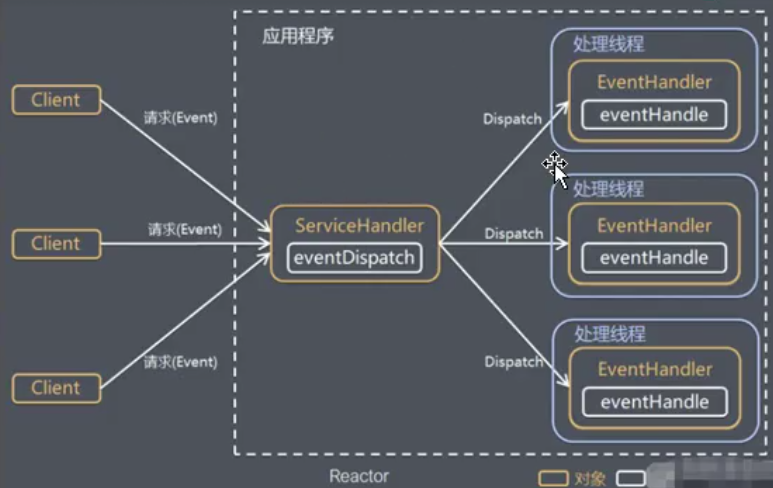 应用程序
处理线程
EventHandler
eventHandle
Client
请求(Event)
Dispatch
处理线程
EventHandler
eventHandle
Client
请求(Event)
ServiceHandler
eventDispatch
Dispatch
处理线程
EventHandler
eventHandle
Client
请求(Event)
Dispatch
Reactor
对象